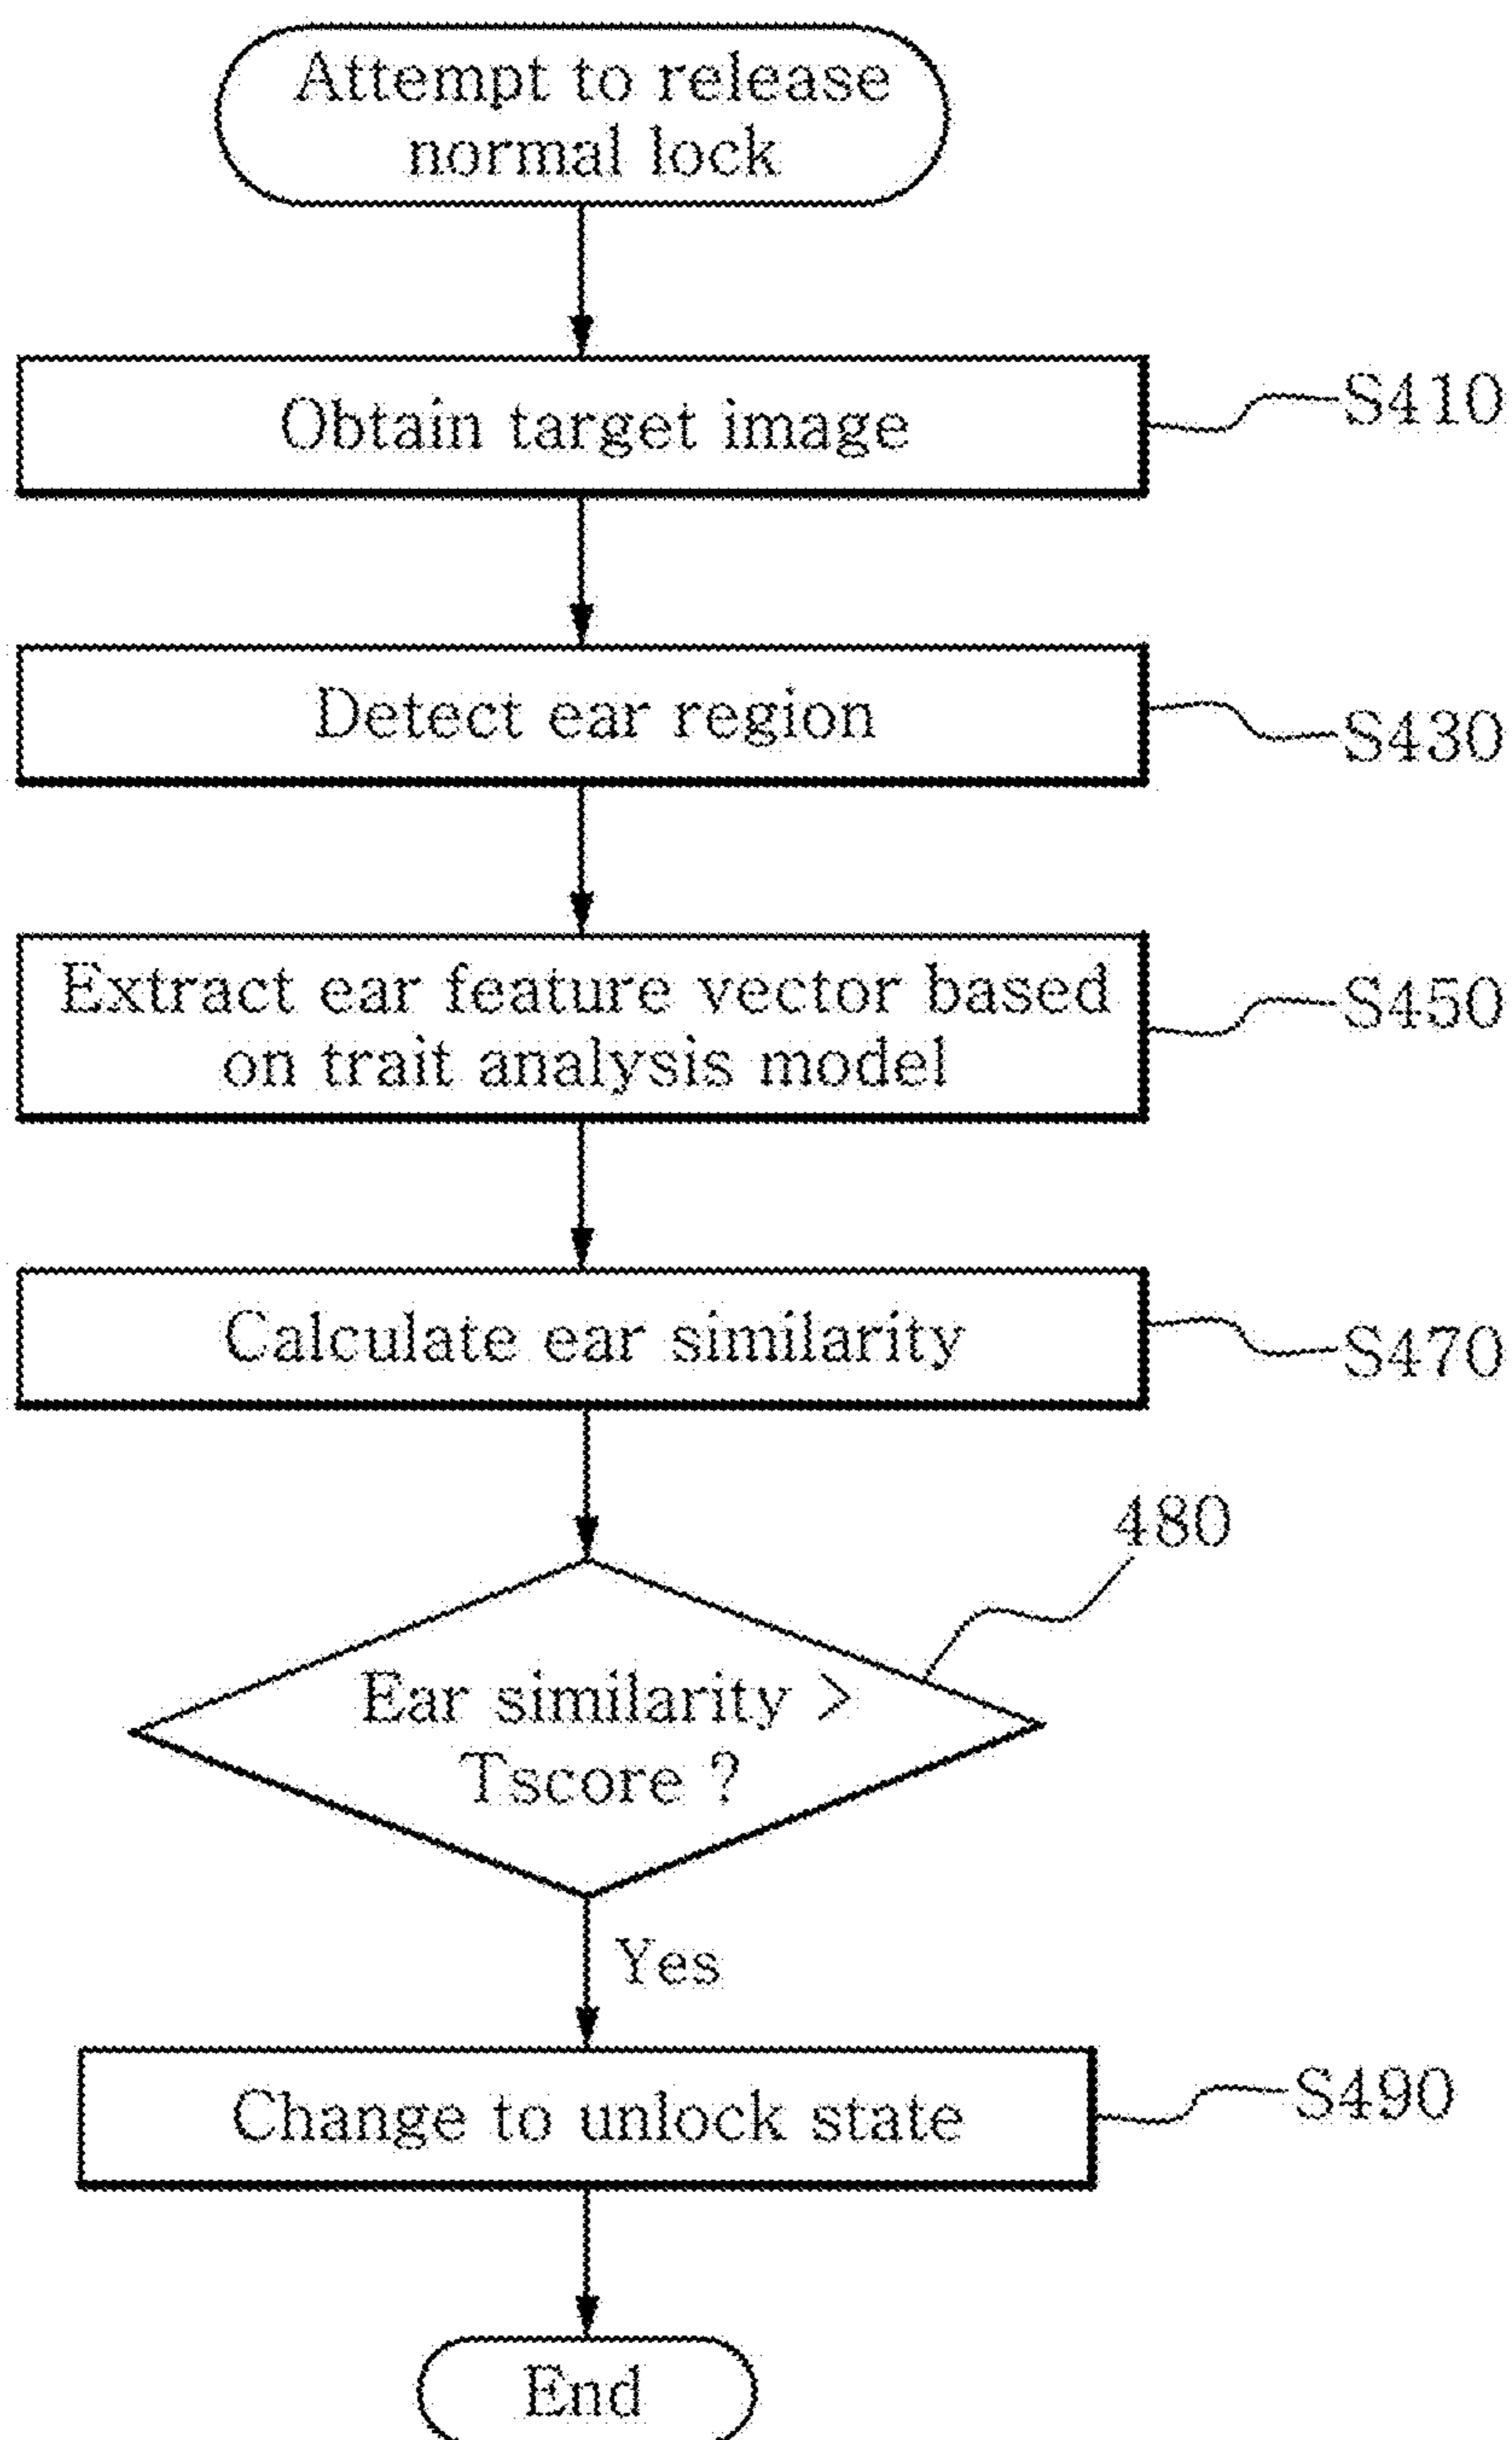 Attempt to release
normal lock
Obtain target image
S410
Detect ear region
S430
Extract ear feature vector based
on trait analysis model
S450
Calculate ear similarity
S470
480
Ear similarity >
Tscore ?
Yes
Change to unlock state
S490
End